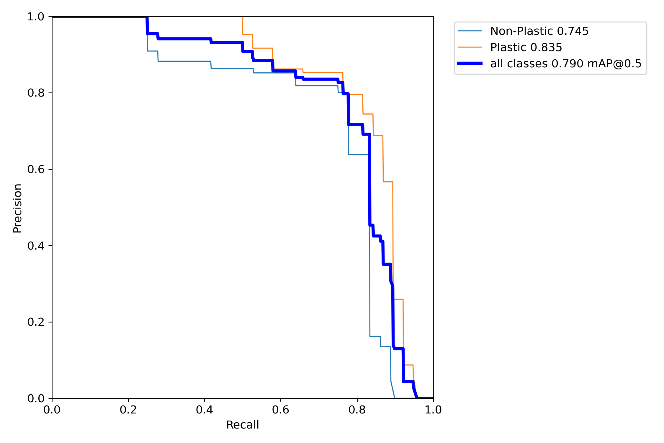 1.0
0.8
0.6
0.4
0.2
0.0
Precision
0.0 0.2 0.4 0.6 0.8 1.0
Recall
Non-Plastic 0.745
Plastic 0.835
all classes 0.790 mAP@0.5